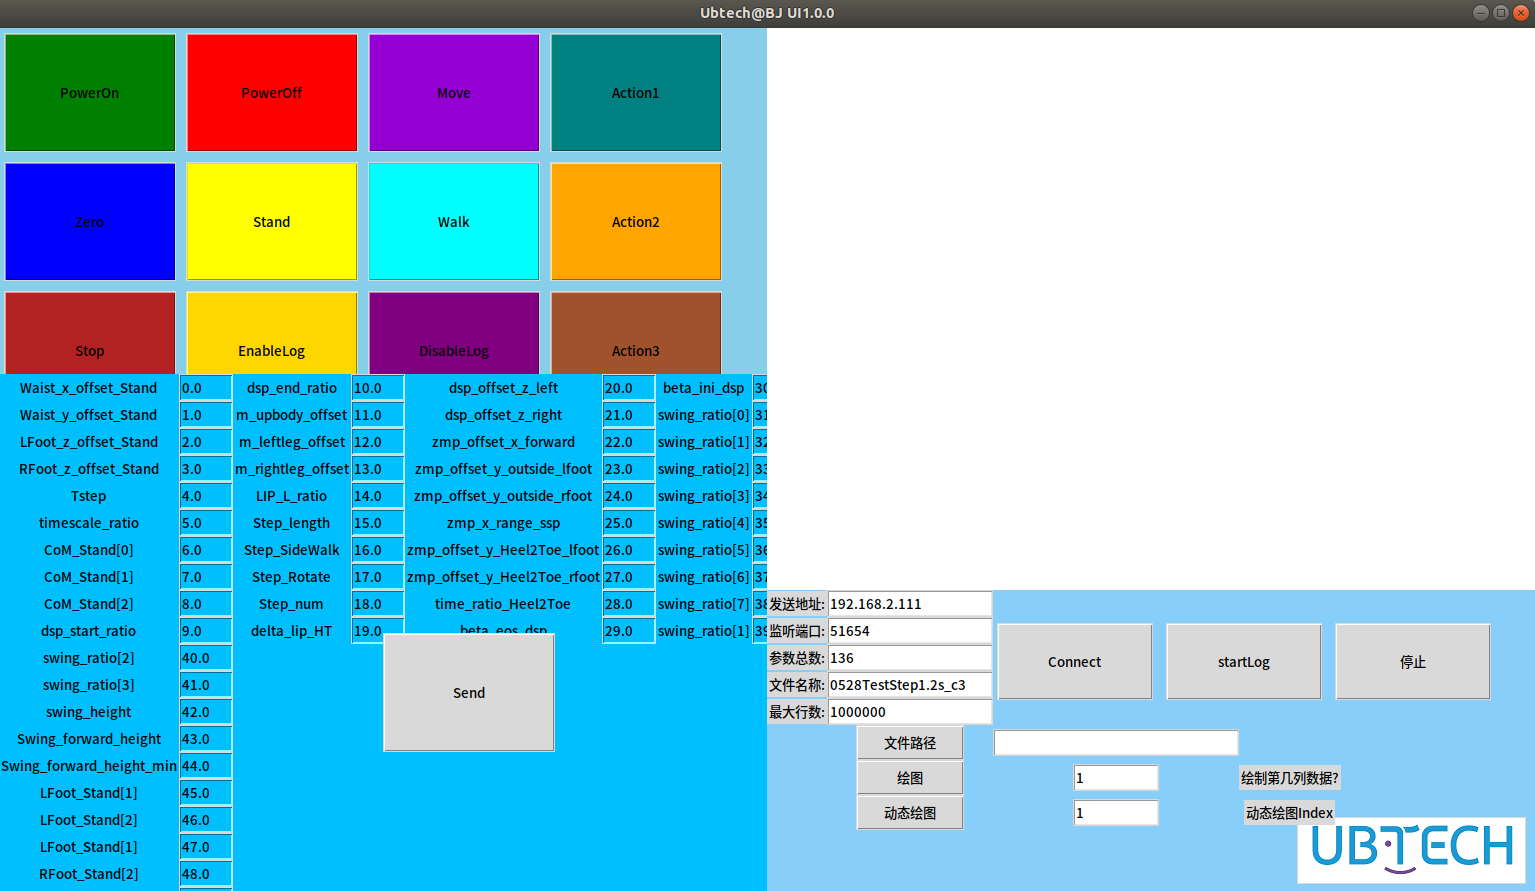 Ubtech@BJ UI1.0.0
PowerOn PowerOff Move Action1
Zero Stand Walk Action2
Stop EnableLog DisableLog Action3
Waist_x_offset_Stand 0.0 dsp_end_ratio 10.0 dsp_offset_z_left 20.0 beta_ini_dsp 30
Waist_y_offset_Stand 1.0 m_upbody_offset 11.0 dsp_offset_z_right 21.0 swing_ratio[0] 31
LFoot_z_offset_Stand 2.0 m_leftleg_offset 12.0 zmp_offset_x_forward 22.0 swing_ratio[1] 32
RFoot_z_offset_Stand 3.0 m_rightleg_offset 13.0 zmp_offset_y_outside_lfoot 23.0 swing_ratio[2] 33
Tstep 4.0 LIP_L_ratio 14.0 zmp_offset_y_outside_rfoot 24.0 swing_ratio[3] 34
timescale_ratio 5.0 Step_length 15.0 zmp_x_range_ssp 25.0 swing_ratio[4] 35
CoM_Stand[0] 6.0 Step_SideWalk 16.0 zmp_offset_y_Heel2Toe_lfoot 26.0 swing_ratio[5] 36
CoM_Stand[1] 7.0 Step_Rotate 17.0 zmp_offset_y_Heel2Toe_rfoot 27.0 swing_ratio[6] 37
CoM_Stand[2] 8.0 Step_num 18.0 time_ratio_Heel2Toe 28.0 swing_ratio[7] 38
dsp_start_ratio 9.0 delta_lip_HT 19.0 beta_eos_dsp 29.0 swing_ratio[1] 39
swing_ratio[2] 40.0
swing_ratio[3] 41.0
swing_height 42.0
Swing_forward_height 43.0
Swing_forward_height_min 44.0
LFoot_Stand[1] 45.0
LFoot_Stand[2] 46.0
LFoot_Stand[1] 47.0
RFoot_Stand[2] 48.0
Send
发送地址: 192.168.2.111
监听端口: 51654
参数总数: 136
文件名称: 0528TestStep1.2s_c3
最大行数: 1000000
Connect startLog 停止
文件路径
绘图 1 绘制第几列数据?
动态绘图 1 动态绘图Index
UBTECH